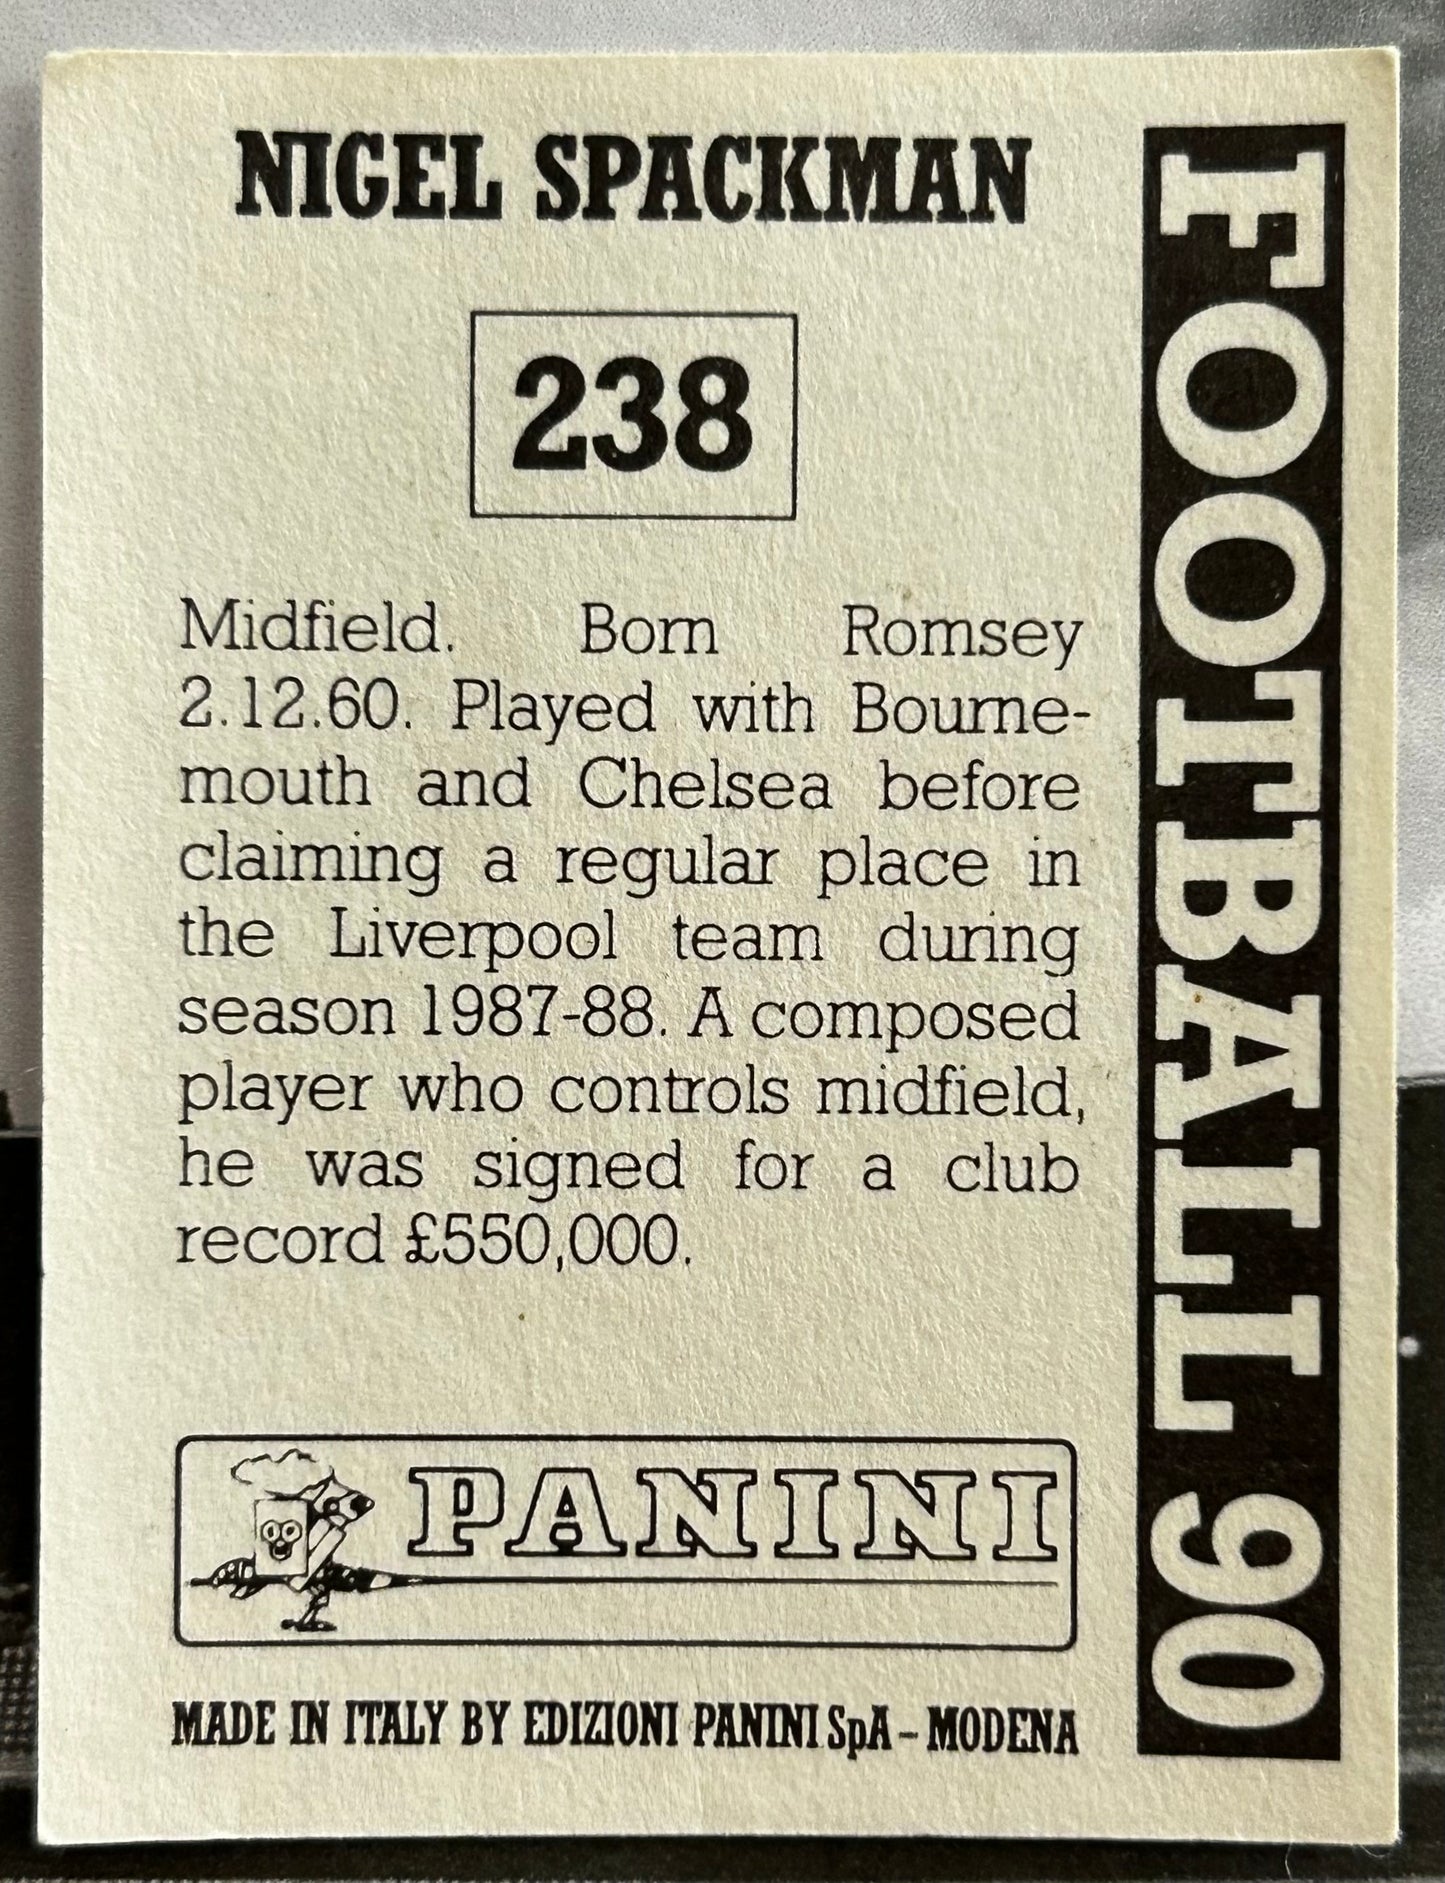 NIGEL SPACKMAN
238
Midfield. Born Romsey
2.12.60. Played with Bourne-
mouth and Chelsea before
claiming a regular place in
the Liverpool team during
season 1987-88. A composed
player who controls midfield,
he was signed for a club
record £550,000.
PANINI
MADE IN ITALY BY EDIZIONI PANINI SpA - MODENA
FOOTBALL 90